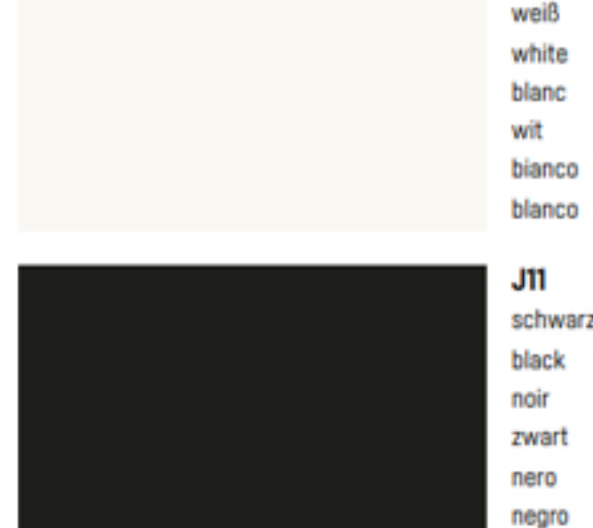 weiß
white
blanc
wit
bianco
blanco
J11
schwarz
black
noir
zwart
nero
negro